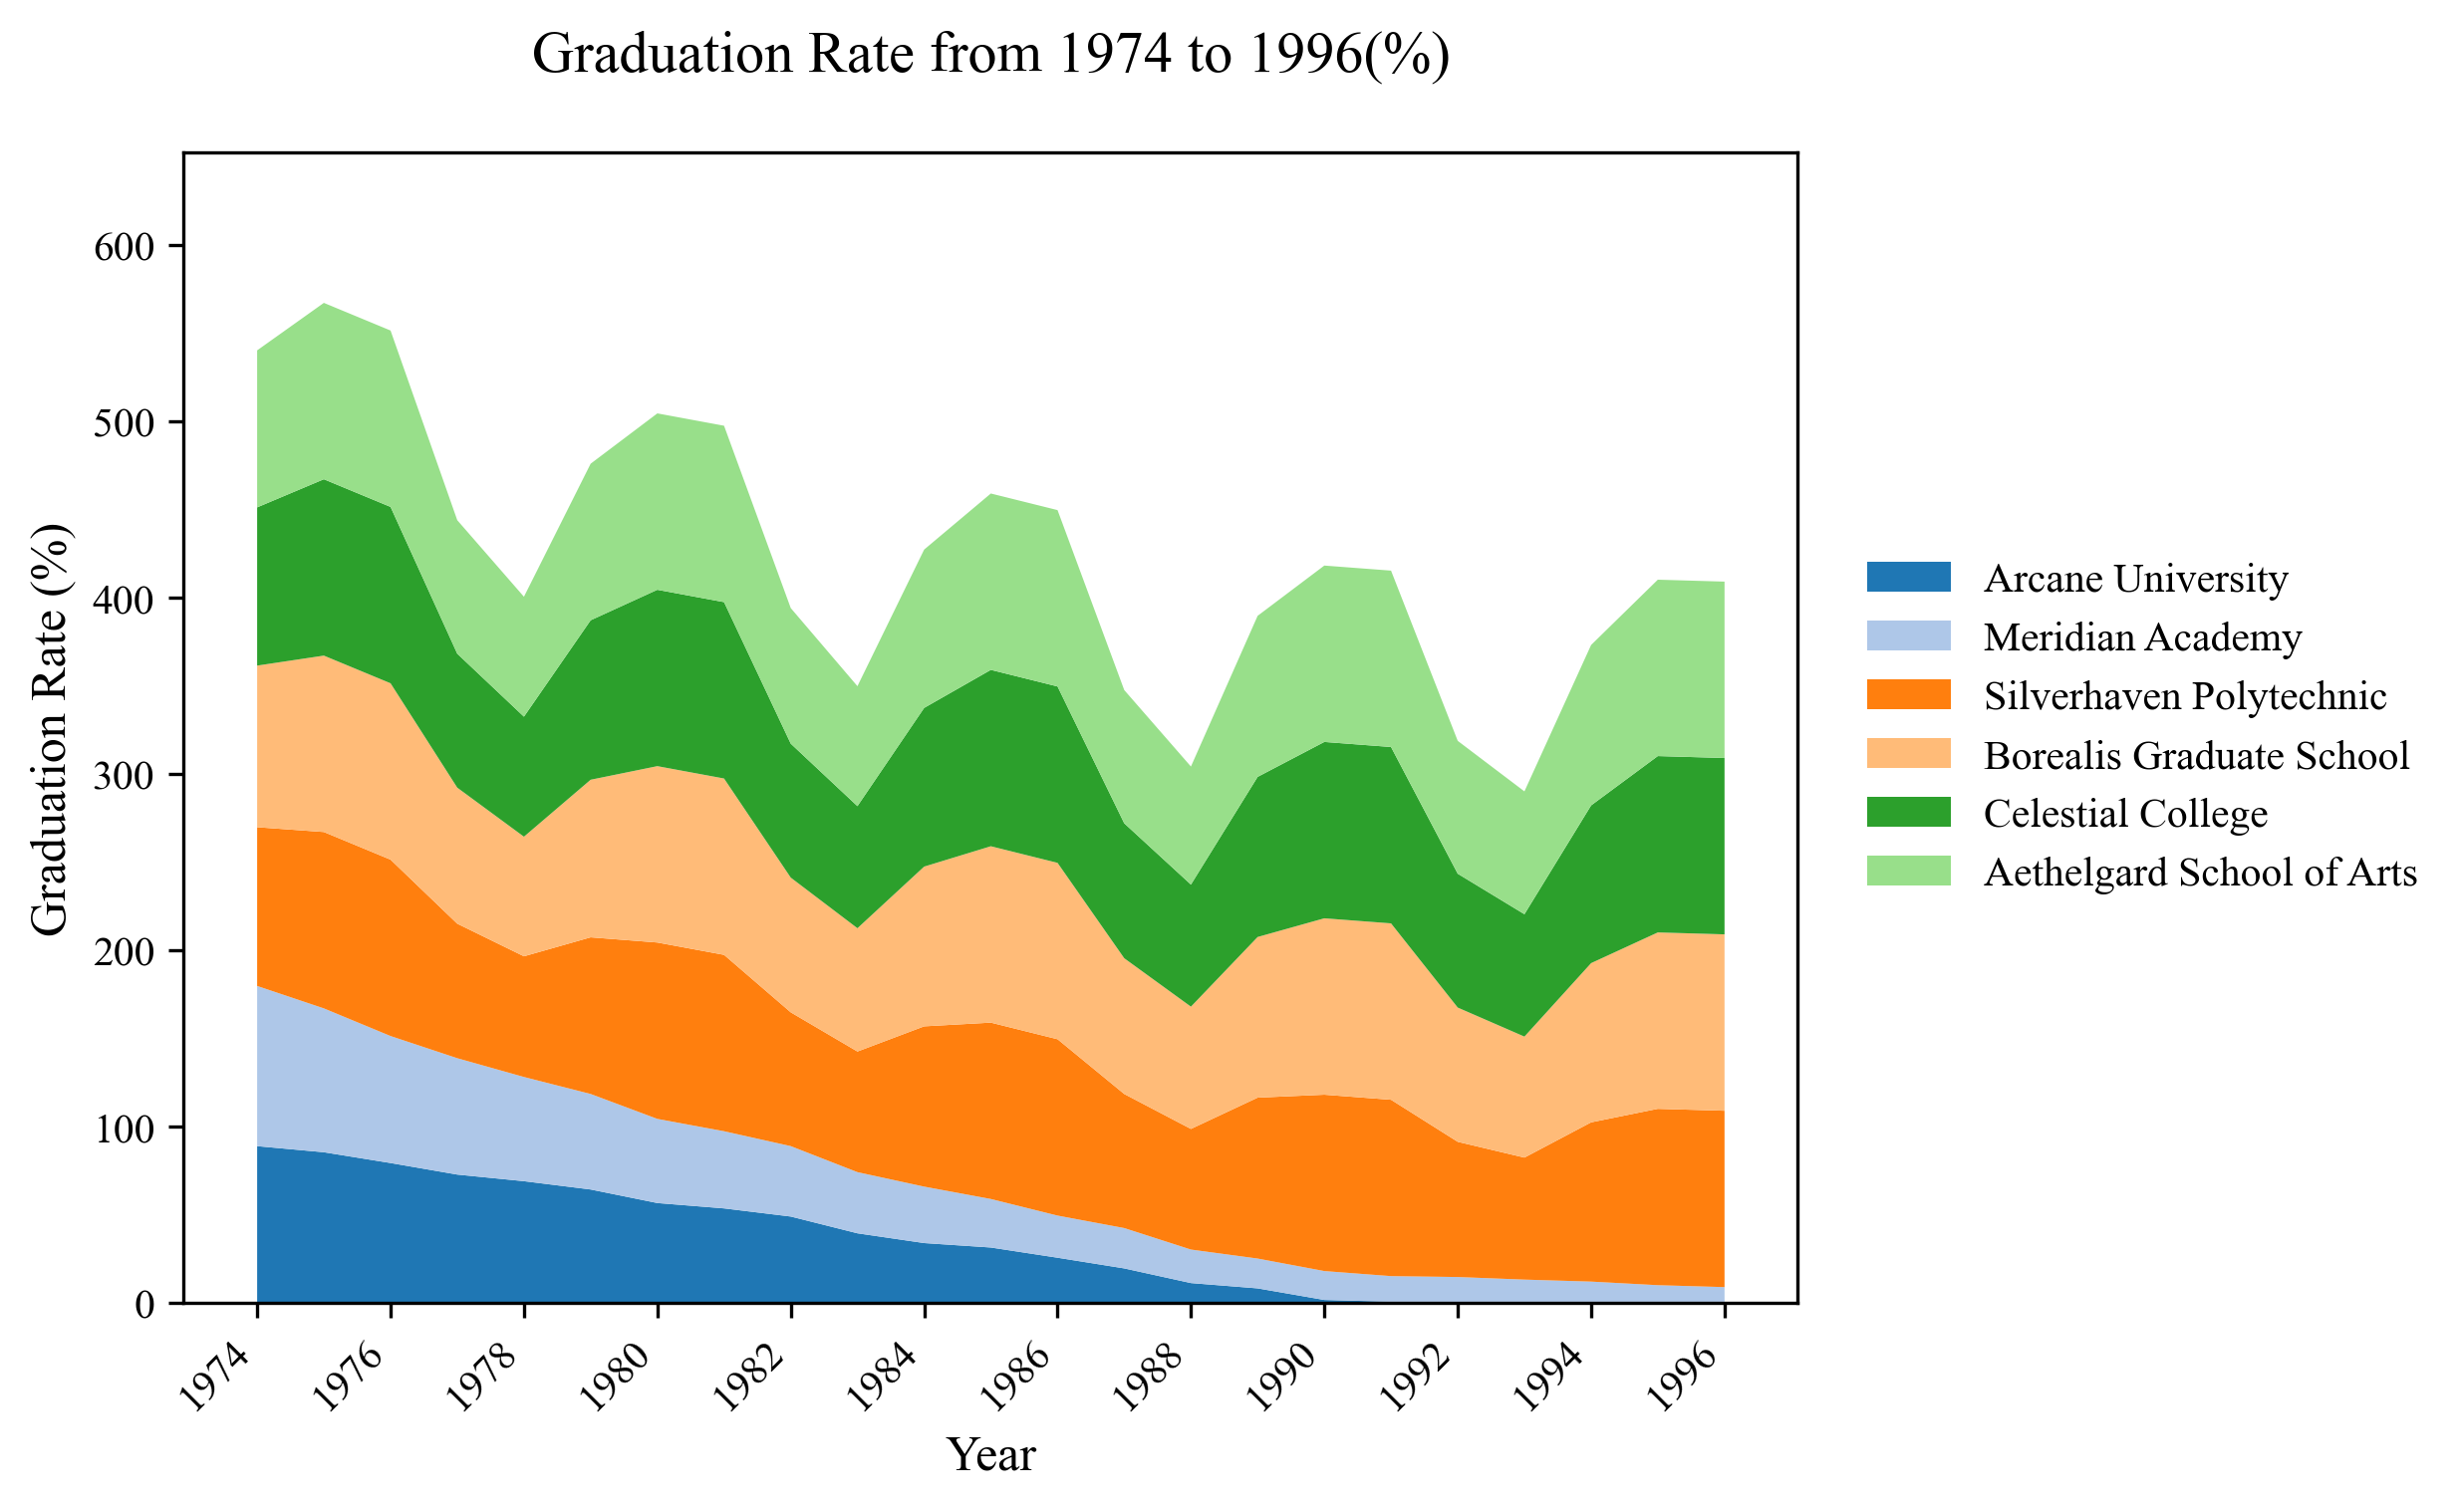 Graduation Rate from 1974 to 1996(%)
Graduation Rate (%)
600
500
400
300
200
100
0
1974
1976
1978
1980
1982
1984
1986
1988
1990
1992
1994
1996
Year
Arcane University
Meridian Academy
Silverhaven Polytechnic
Borealis Graduate School
Celestial College
Aethelgard School of Arts